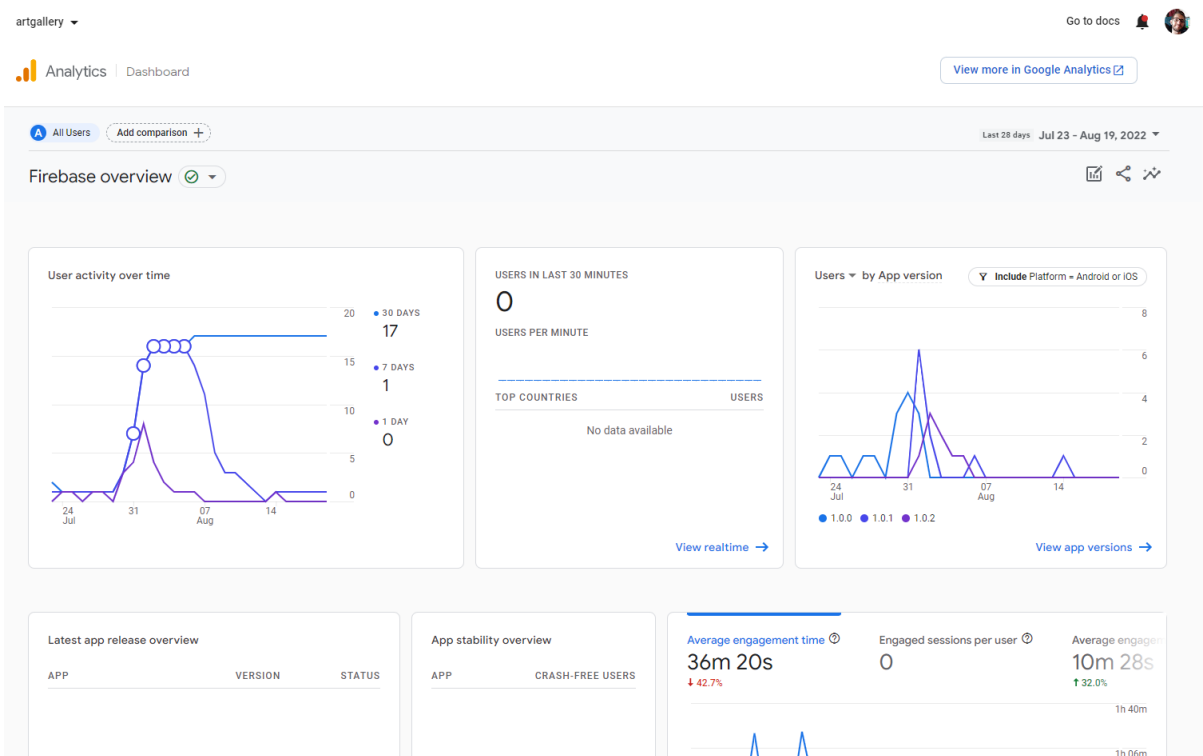 artgallery
Go to docs
Analytics Dashboard
View more in Google Analytics
A All Users Add comparison
Last 28 days Jul 23 - Aug 19, 2022
Firebase overview
User activity over time
20
15
10
5
0
24 Jul
31
07 Aug
14
30 DAYS
17
7 DAYS
1
1 DAY
0
USERS IN LAST 30 MINUTES
0
USERS PER MINUTE
TOP COUNTRIES USERS
No data available
View realtime
Users by App version
Include Platform = Android or iOS
8
6
4
2
0
24 Jul
31
07 Aug
14
1.0.0 1.0.1 1.0.2
View app versions
Latest app release overview
APP VERSION STATUS
App stability overview
APP CRASH-FREE USERS
Average engagement time
36m 20s
42.7%
Engaged sessions per user
0
Average engagem
10m 28s
32.0%
1h 40m
1h 06m